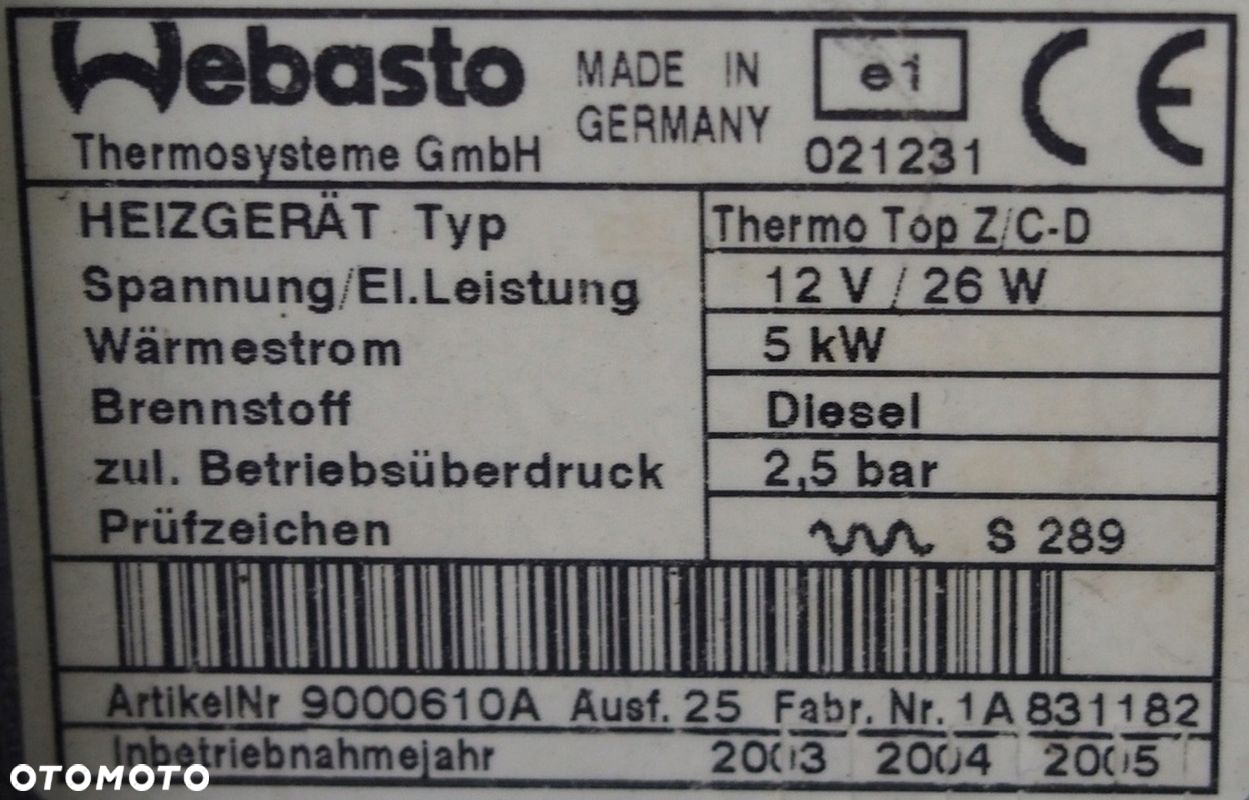 Webasto
Thermosysteme GmbH
MADE IN
GERMANY
e1
021231
CE
HEIZGERÄT Typ Thermo Top Z/C-D
Spannung/El.Leistung 12 V / 26 W
Wärmestrom 5 kW
Brennstoff Diesel
zul. Betriebsüberdruck 2,5 bar
Prüfzeichen S 289
ArtikelNr 9000610A Ausf. 25 Fabr. Nr. 1A 831182
Inbetriebnahmejahr 2003 2004 2005
OTOMOTO